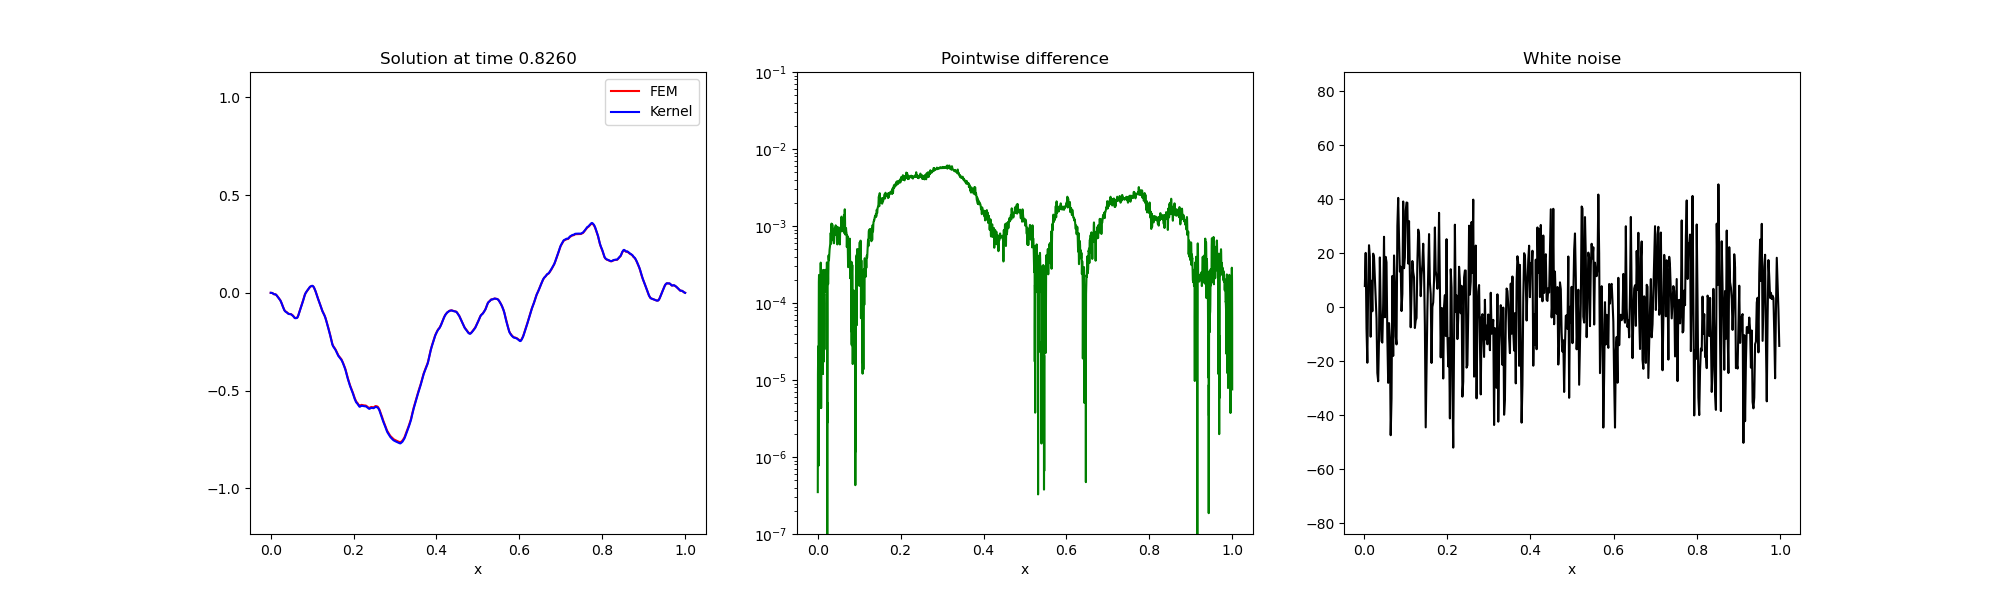 Solution at time 0.8260
1.0
0.5
0.0
−0.5
−1.0
0.0 0.2 0.4 0.6 0.8 1.0
x
FEM
Kernel
Pointwise difference
10⁻¹
10⁻²
10⁻³
10⁻⁴
10⁻⁵
10⁻⁶
10⁻⁷
0.0 0.2 0.4 0.6 0.8 1.0
x
White noise
80
60
40
20
0
−20
−40
−60
−80
0.0 0.2 0.4 0.6 0.8 1.0
x